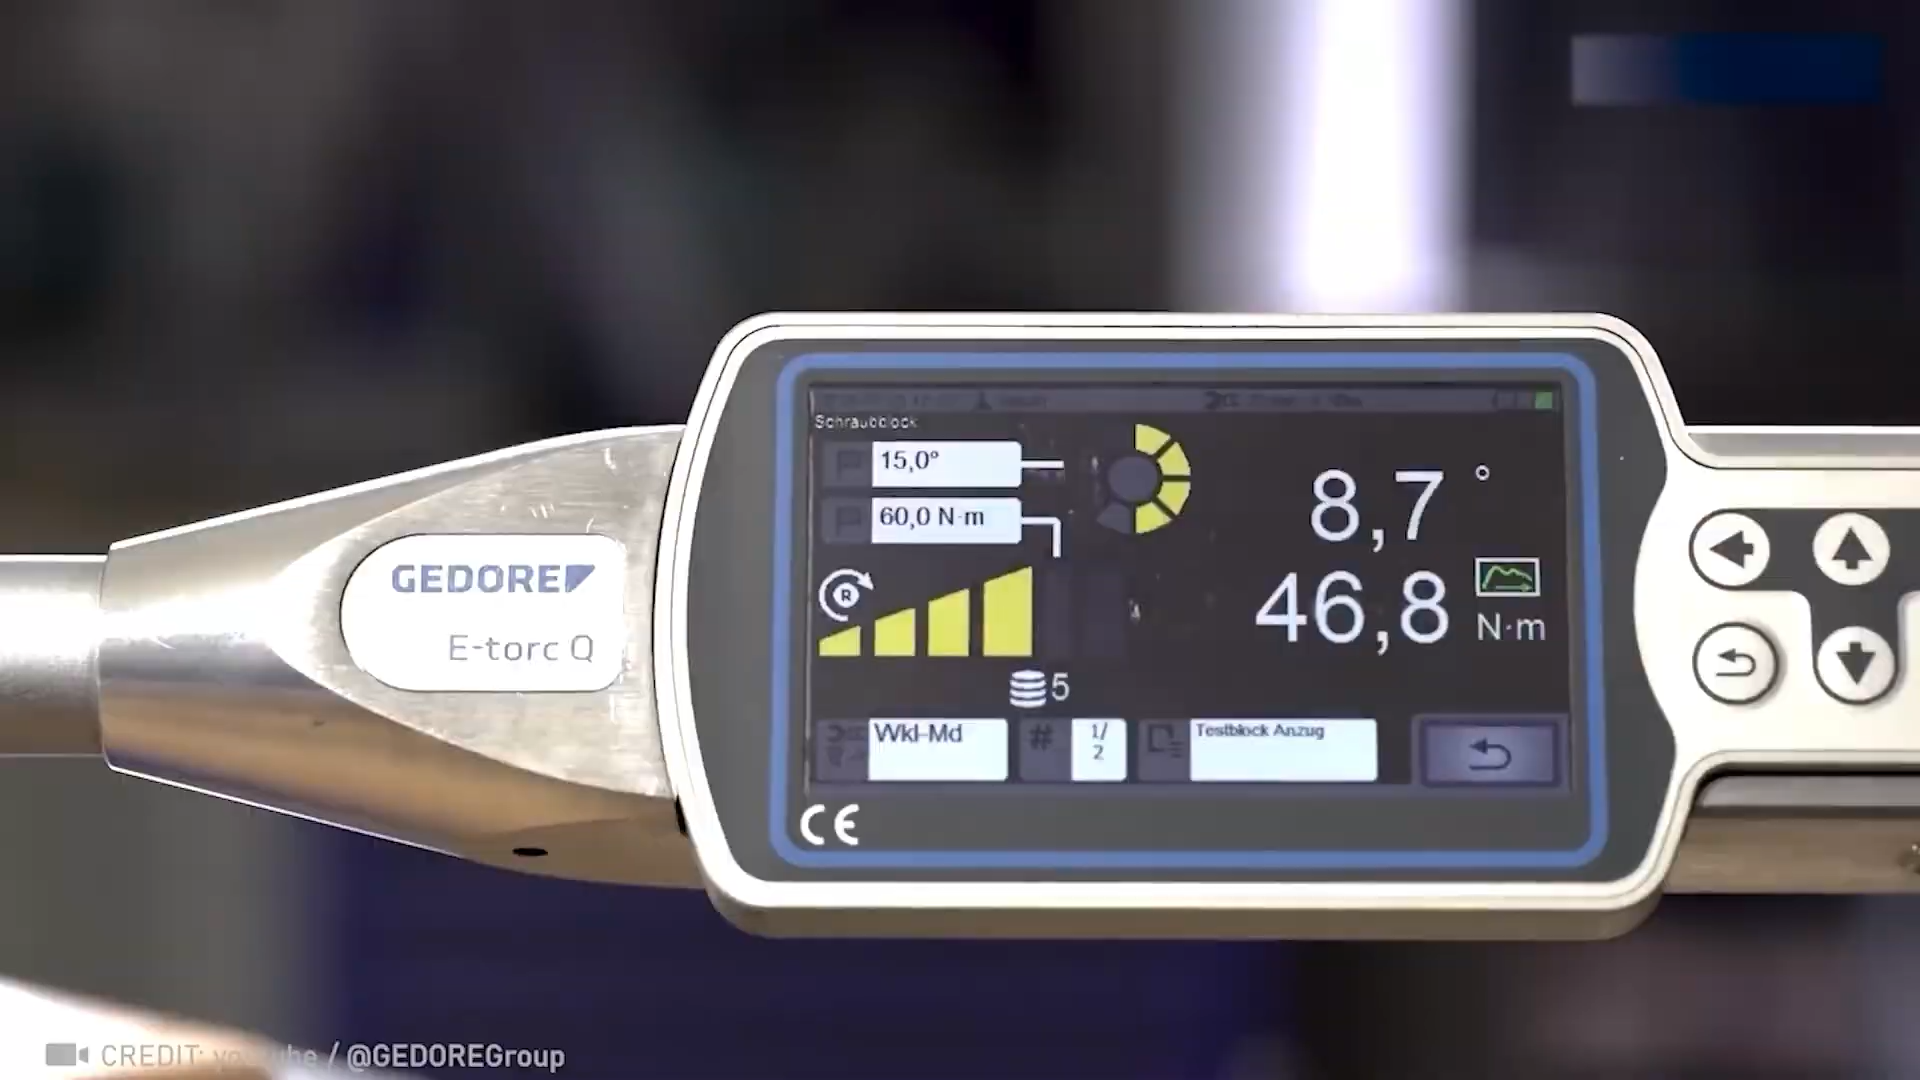 Schraubblock
15,0°
60,0 N·m
8,7 °
46,8 N·m
R
5
Wkl-Md
#
1/
2
Testblock Anzug
CE
GEDORE
E-torc Q
CREDIT: youtube / @GEDOREGroup